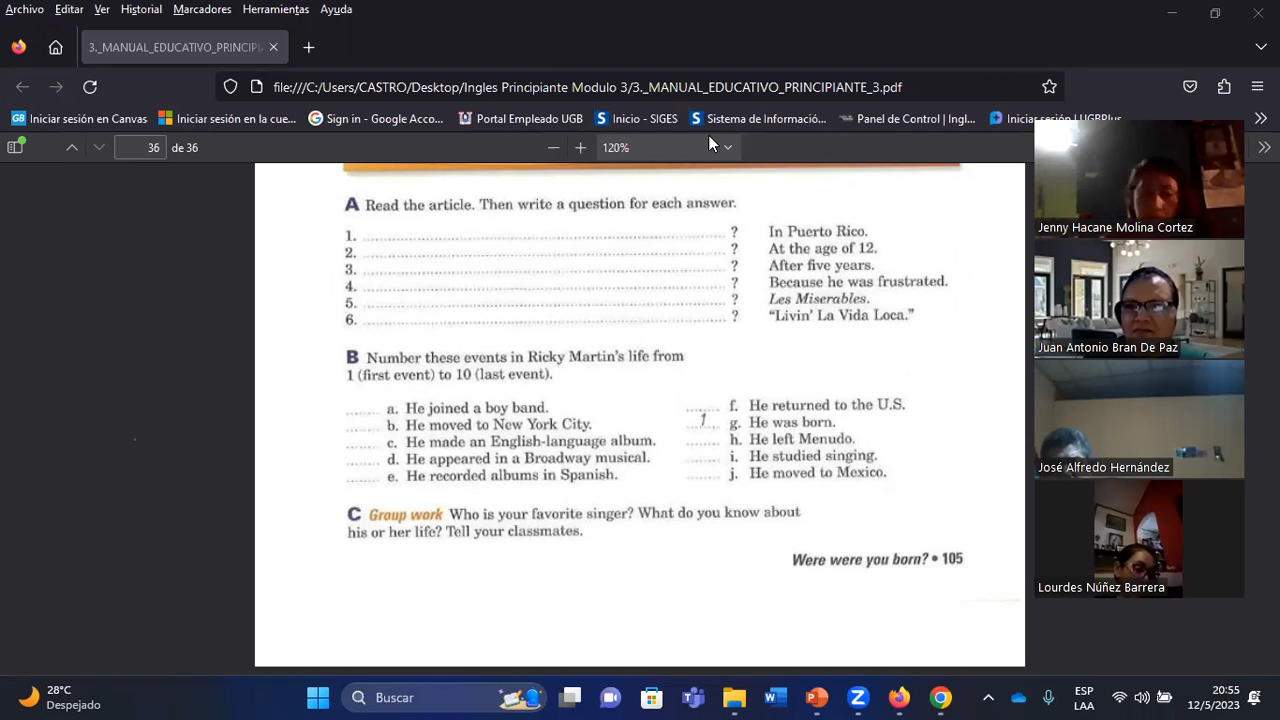 Archivo Editar Ver Historial Marcadores Herramientas Ayuda
3._MANUAL_EDUCATIVO_PRINCIPI
file:///C:/Users/CASTRO/Desktop/Ingles Principiante Modulo 3/3._MANUAL_EDUCATIVO_PRINCIPIANTE_3.pdf
GB Iniciar sesión en Canvas Iniciar sesión en la cue... Sign in - Google Acco... Portal Empleado UGB S Inicio - SIGES S Sistema de Informació... Panel de Control | Ingl... Iniciar sesión UGBPlus
36 de 36 120%
A Read the article. Then write a question for each answer.
1. ? In Puerto Rico.
2. ? At the age of 12.
3. ? After five years.
4. ? Because he was frustrated.
5. ? Les Miserables.
6. ? “Livin’ La Vida Loca.”
B Number these events in Ricky Martin’s life from
1 (first event) to 10 (last event).
a. He joined a boy band.
b. He moved to New York City.
c. He made an English-language album.
d. He appeared in a Broadway musical.
e. He recorded albums in Spanish.
f. He returned to the U.S.
1 g. He was born.
h. He left Menudo.
i. He studied singing.
j. He moved to Mexico.
C Group work Who is your favorite singer? What do you know about
his or her life? Tell your classmates.
Were were you born? • 105
Jenny Hacane Molina Cortez
Juan Antonio Bran De Paz
José Alfredo Hernández
Lourdes Núñez Barrera
28°C
Despejado
Buscar
ESP
LAA
20:55
12/5/2023